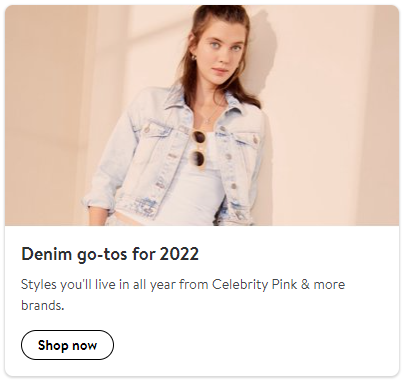 Denim go-tos for 2022
Styles you'll live in all year from Celebrity Pink & more
brands.
Shop now